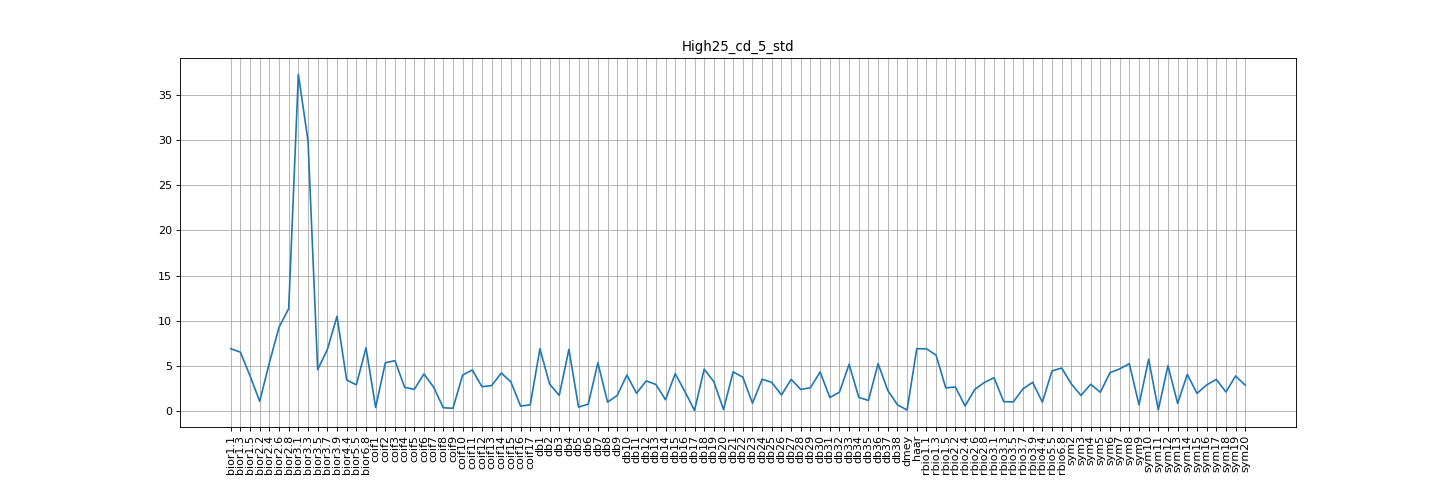 High25_cd_5_std
35
30
25
20
15
10
5
0
bior1.1
bior1.3
bior1.5
bior2.2
bior2.4
bior2.6
bior2.8
bior3.1
bior3.3
bior3.5
bior3.7
bior3.9
bior4.4
bior5.5
bior6.8
coif1
coif2
coif3
coif4
coif5
coif6
coif7
coif8
coif9
coif10
coif11
coif12
coif13
coif14
coif15
coif16
coif17
db1
db2
db3
db4
db5
db6
db7
db8
db9
db10
db11
db12
db13
db14
db15
db16
db17
db18
db19
db20
db21
db22
db23
db24
db25
db26
db27
db28
db29
db30
db31
db32
db33
db34
db35
db36
db37
db38
dmey
haar
rbio1.1
rbio1.3
rbio1.5
rbio2.2
rbio2.4
rbio2.6
rbio2.8
rbio3.1
rbio3.3
rbio3.5
rbio3.7
rbio3.9
rbio4.4
rbio5.5
rbio6.8
sym2
sym3
sym4
sym5
sym6
sym7
sym8
sym9
sym10
sym11
sym12
sym13
sym14
sym15
sym16
sym17
sym18
sym19
sym20